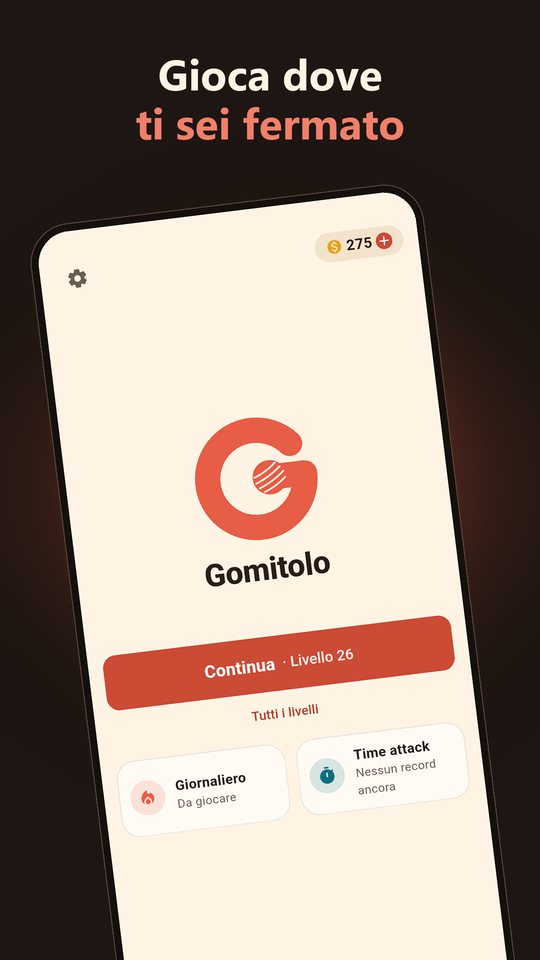 Gioca dove
ti sei fermato
275
Gomitolo
Continua · Livello 26
Tutti i livelli
Giornaliero
Da giocare
Time attack
Nessun record
ancora